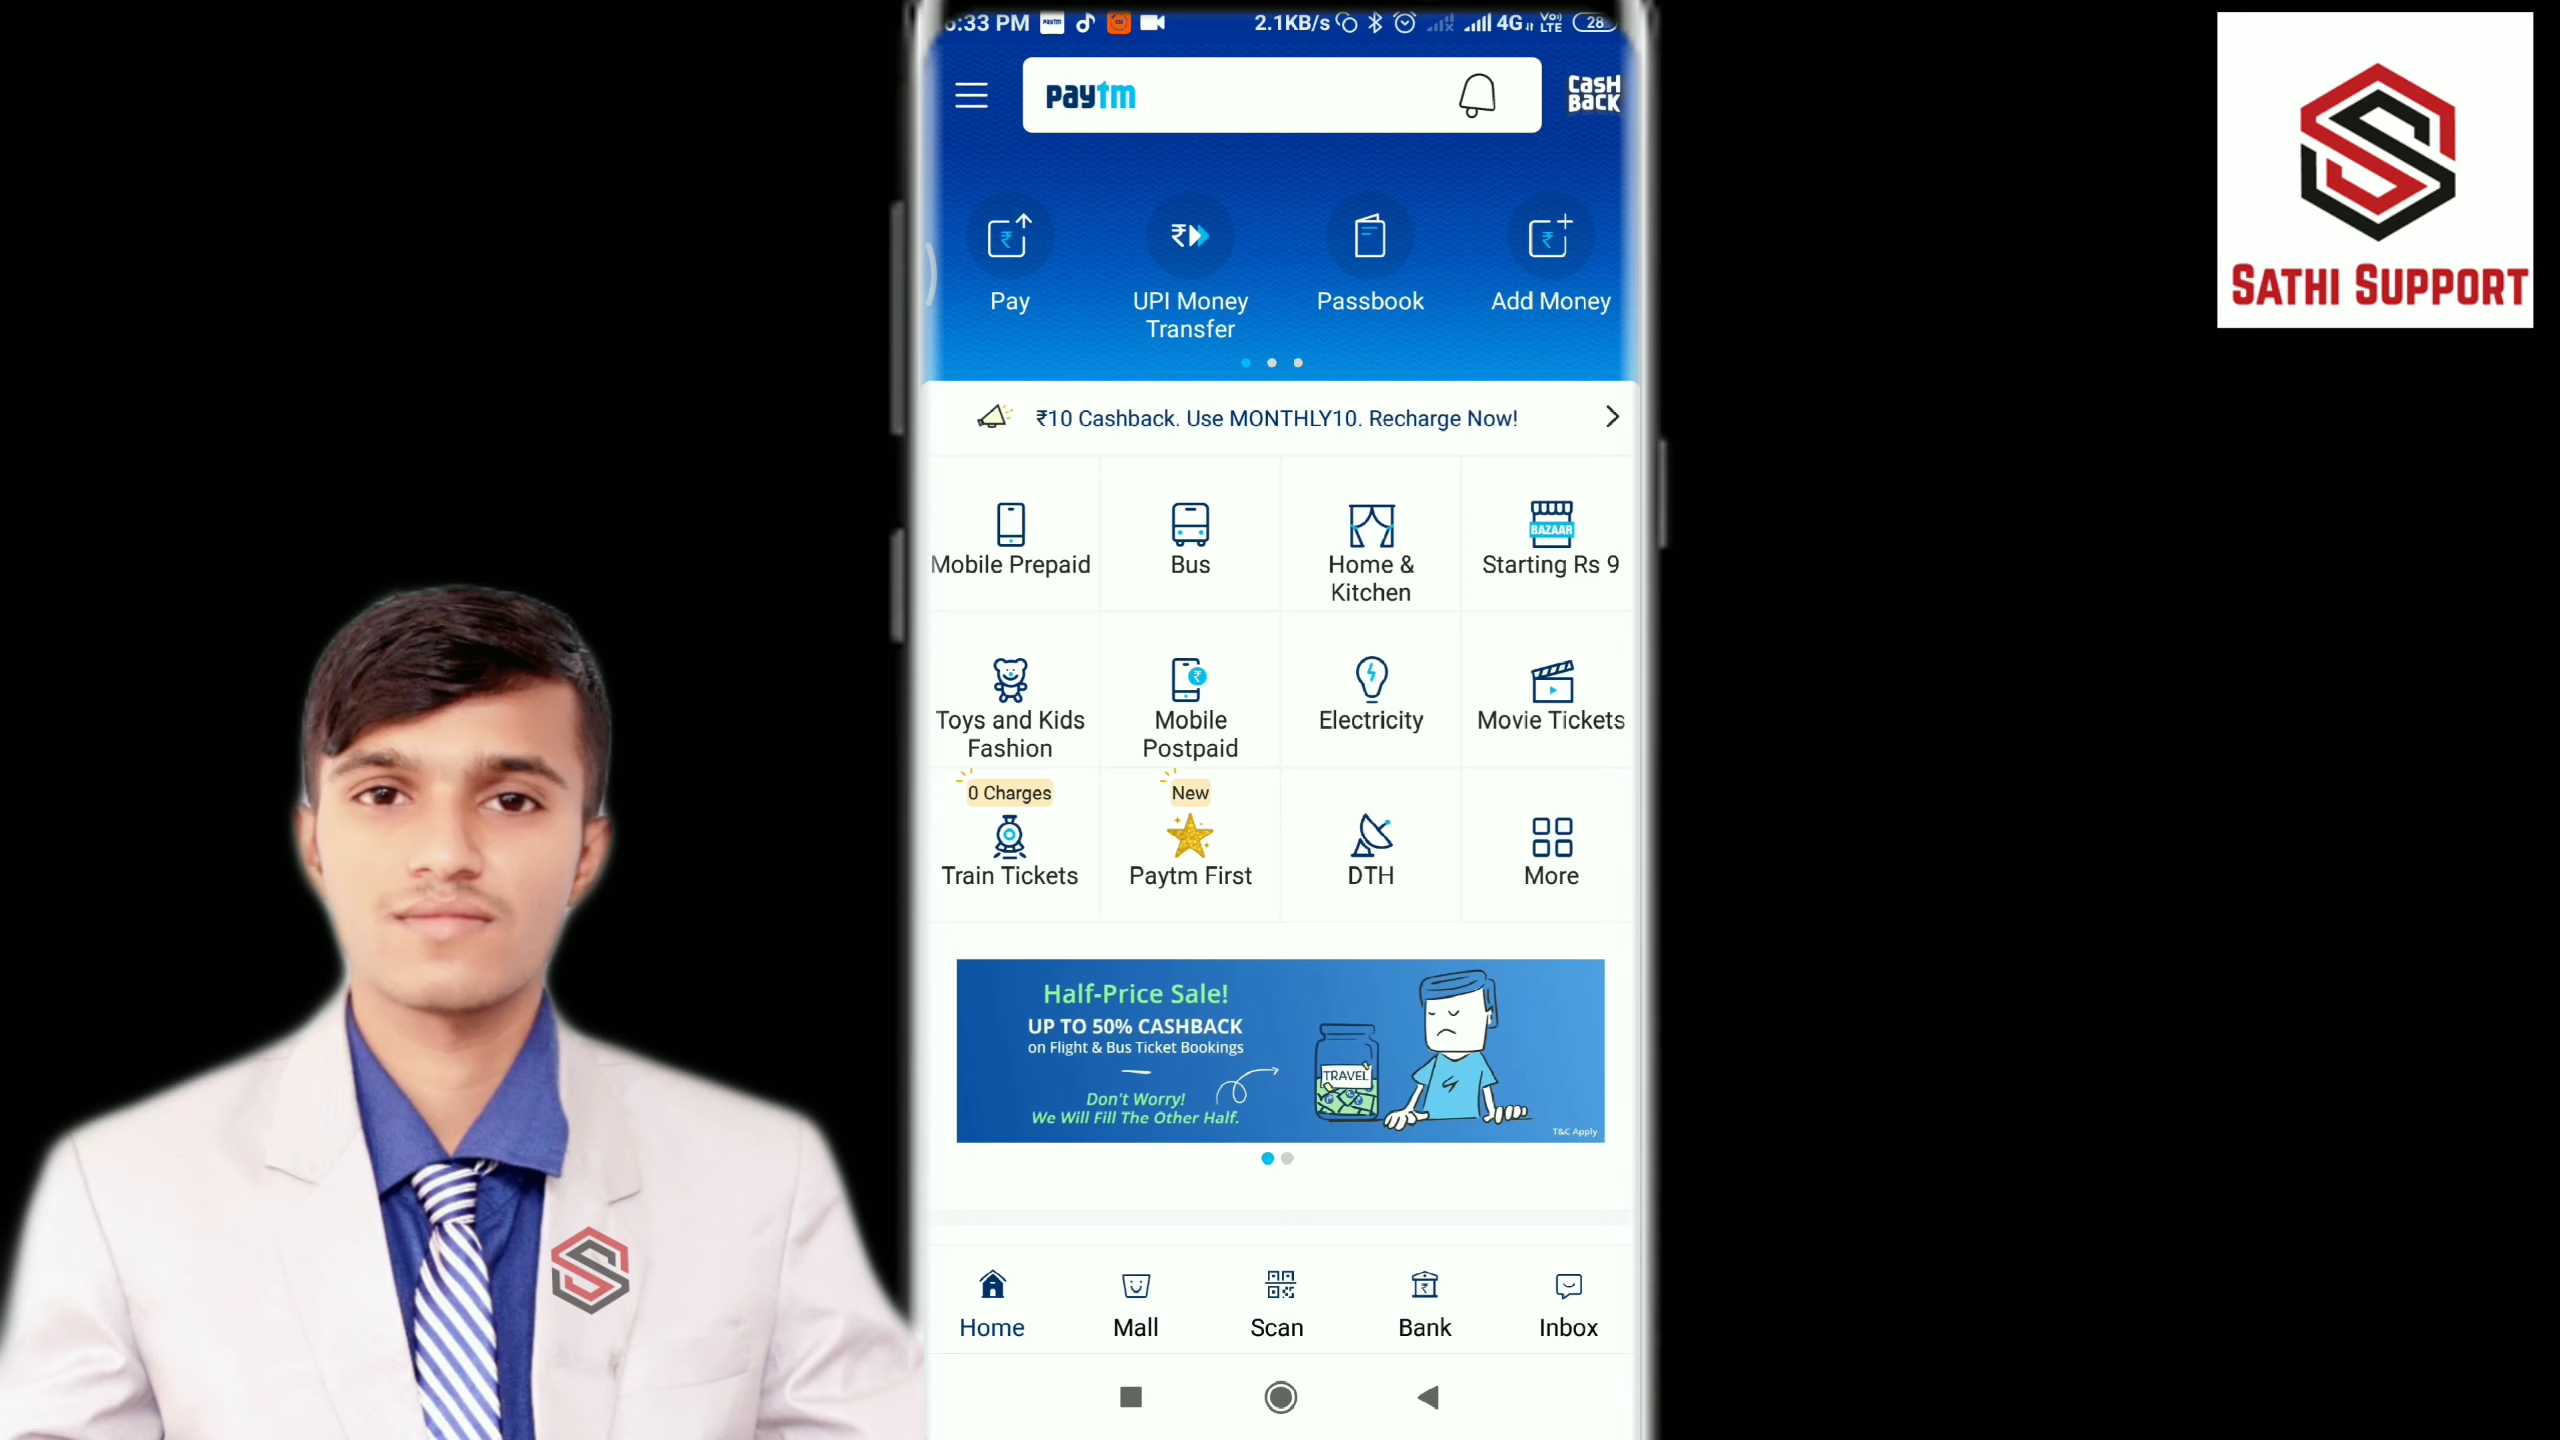 :33 PM
2.1KB/s
4G
Vo)
LTE
28
paytm
CASH
BACK
SATHI SUPPORT
Pay
UPI Money
Transfer
Passbook
Add Money
₹10 Cashback. Use MONTHLY10. Recharge Now!
Mobile Prepaid
Bus
Home &
Kitchen
BAZAAR
Starting Rs 9
Toys and Kids
Fashion
Mobile
Postpaid
Electricity
Movie Tickets
0 Charges
Train Tickets
New
Paytm First
DTH
More
Half-Price Sale!
UP TO 50% CASHBACK
on Flight & Bus Ticket Bookings
Don't Worry!
We Will Fill The Other Half.
TRAVEL
T&C Apply
Home
Mall
Scan
Bank
Inbox